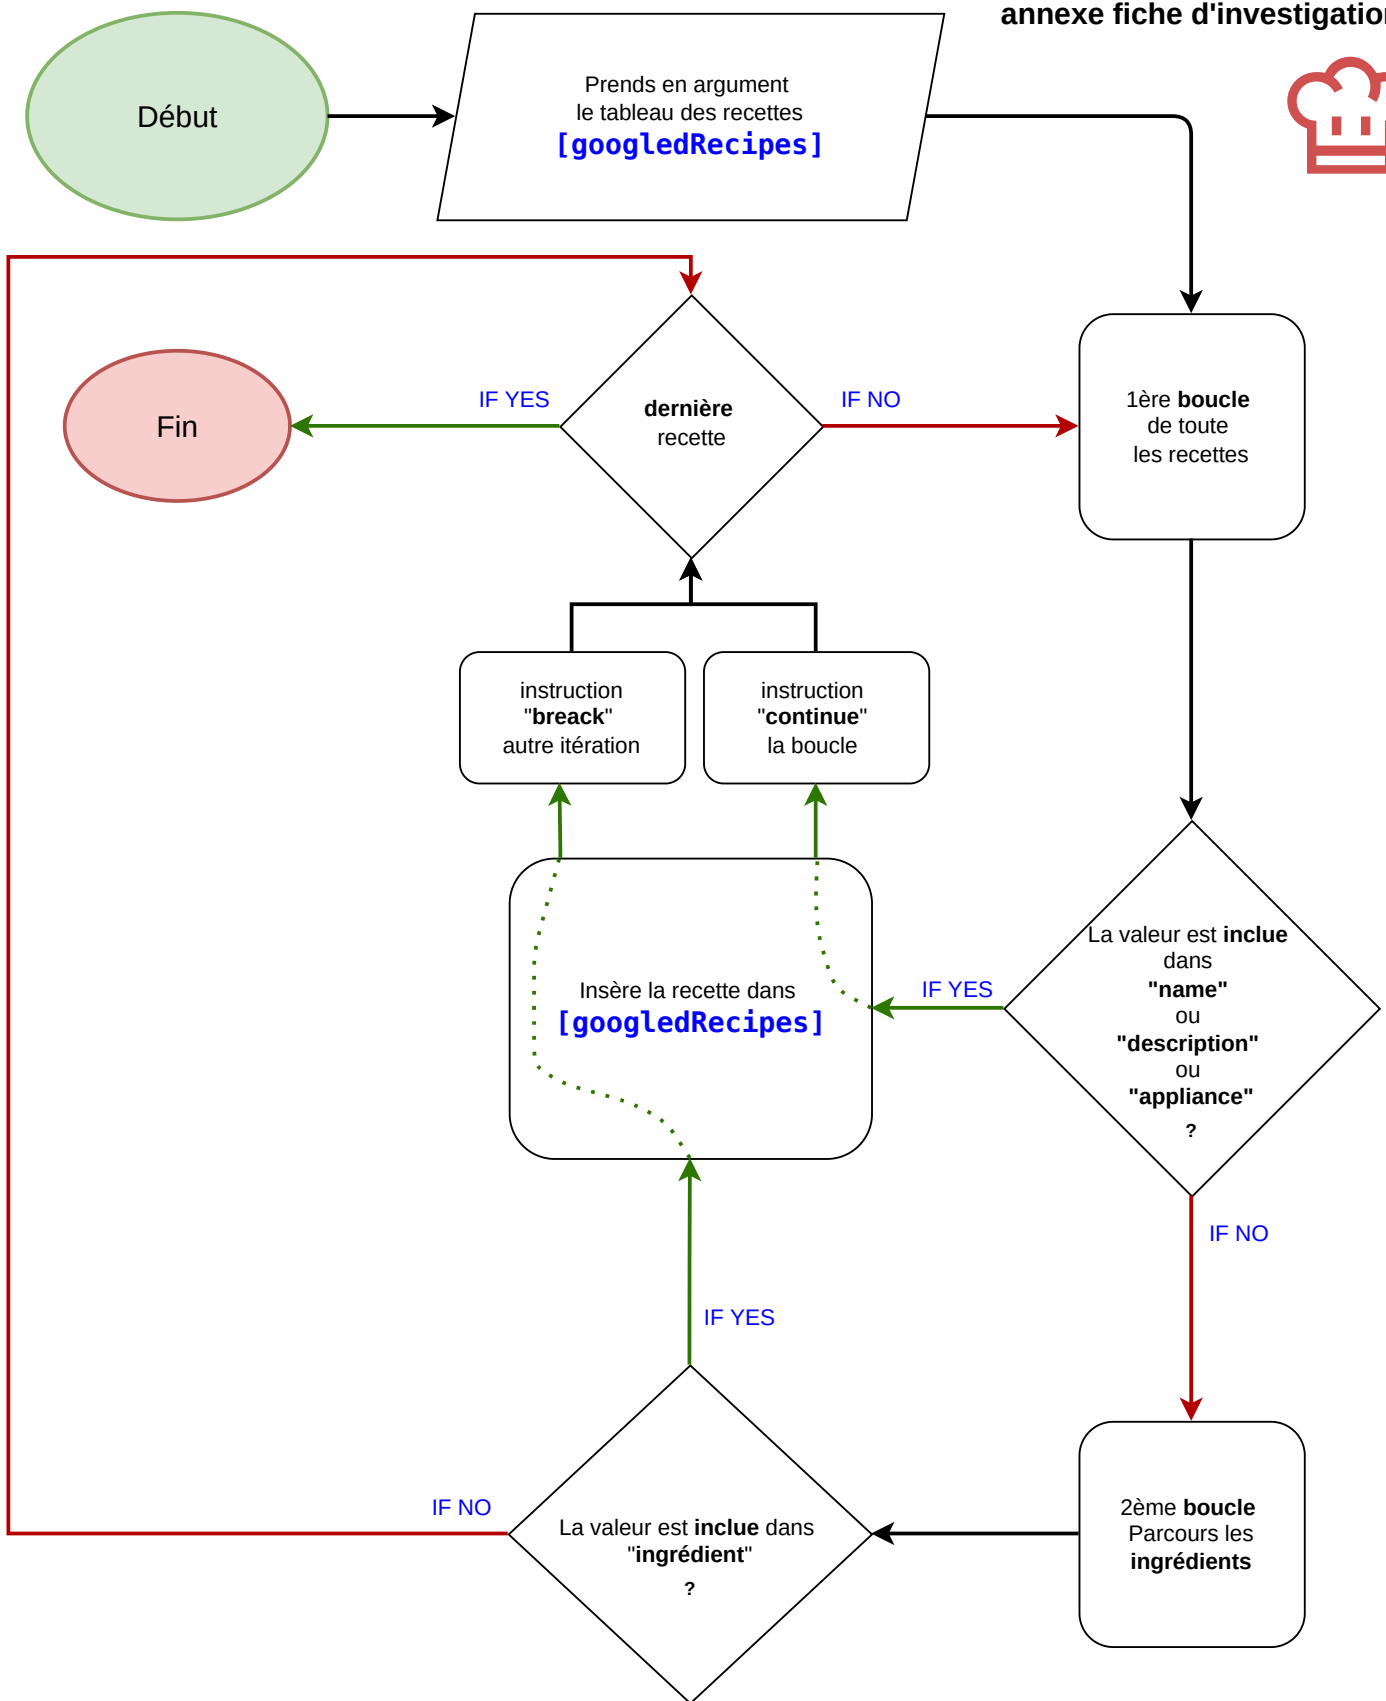 annexe fiche d'investigation
Début
Prends en argument
le tableau des recettes
[googledRecipes]
IF YES
dernière
recette
IF NO
Fin
1ère boucle
de toute
les recettes
instruction
"breack"
autre itération
instruction
"continue"
la boucle
La valeur est inclue
dans
"name"
ou
"description"
ou
"appliance"
?
IF YES
Insère la recette dans
[googledRecipes]
IF NO
IF YES
IF NO
La valeur est inclue dans
"ingrédient"
?
2ème boucle
Parcours les
ingrédients